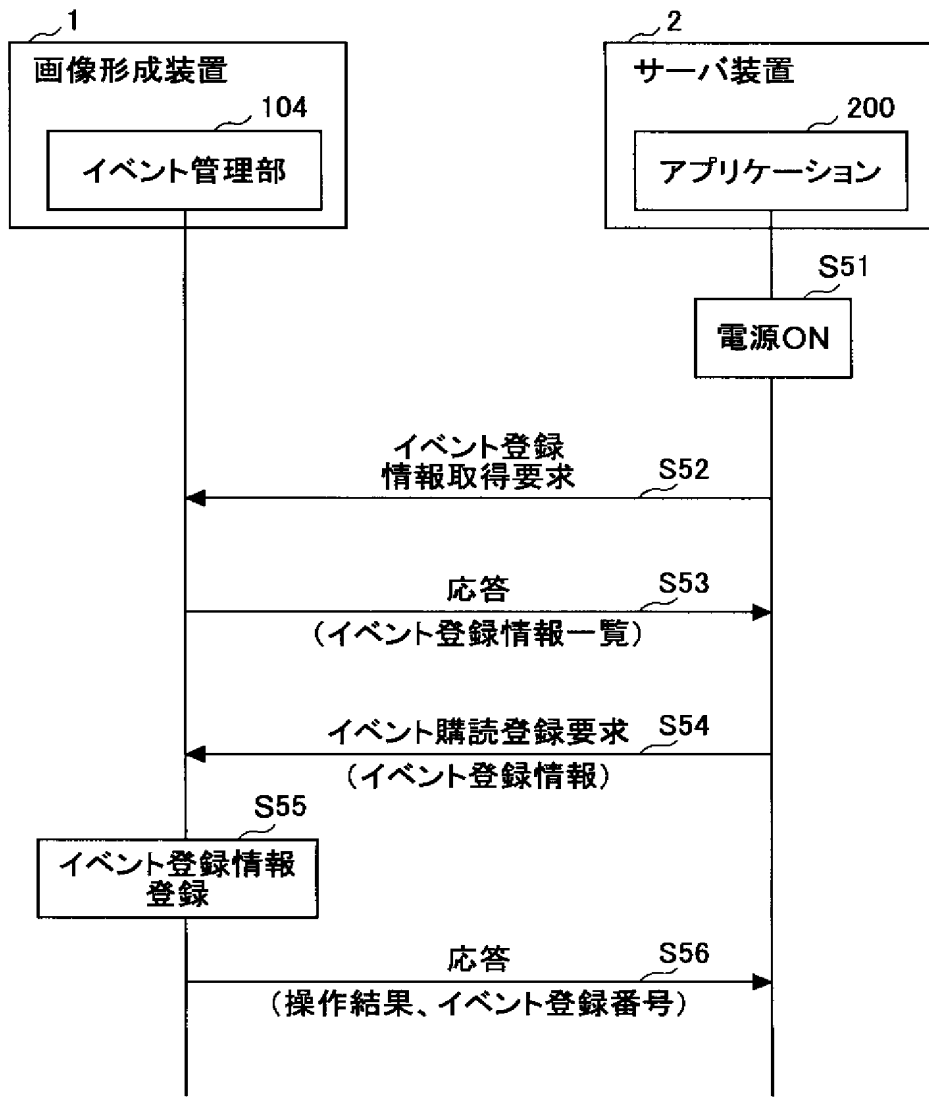 1
画像形成装置
104
イベント管理部
2
サーバ装置
200
アプリケーション
S51
電源ON
イベント登録
情報取得要求
S52
応答
S53
(イベント登録情報一覧)
イベント購読登録要求
S54
(イベント登録情報)
S55
イベント登録情報
登録
応答
S56
(操作結果、イベント登録番号)